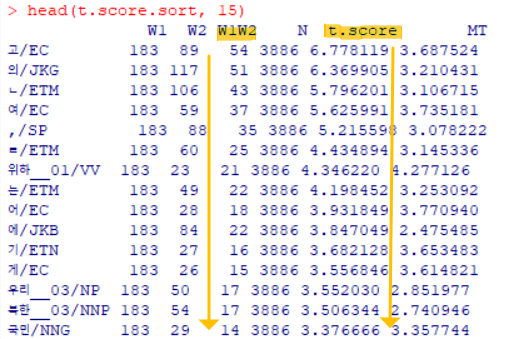 > head(t.score.sort, 15)
W1 W2 W1W2 N t.score MT
고/EC 183 89 54 3886 6.778119 3.687524
의/JKG 183 117 51 3886 6.369905 3.210431
ㄴ/ETM 183 106 43 3886 5.796201 3.106715
여/EC 183 59 37 3886 5.625991 3.735181
,/SP 183 88 35 3886 5.215598 3.078222
ㄹ/ETM 183 60 25 3886 4.434894 3.145336
위하__01/VV 183 23 21 3886 4.346220 4.277126
는/ETM 183 49 22 3886 4.198452 3.253092
어/EC 183 28 18 3886 3.931849 3.770940
에/JKB 183 84 22 3886 3.847049 2.475485
기/ETN 183 27 16 3886 3.682128 3.653483
게/EC 183 26 15 3886 3.556846 3.614821
우리__03/NP 183 50 17 3886 3.552030 2.851977
북한__03/NNP 183 54 17 3886 3.506344 2.740946
국민/NNG 183 29 14 3886 3.376666 3.357744